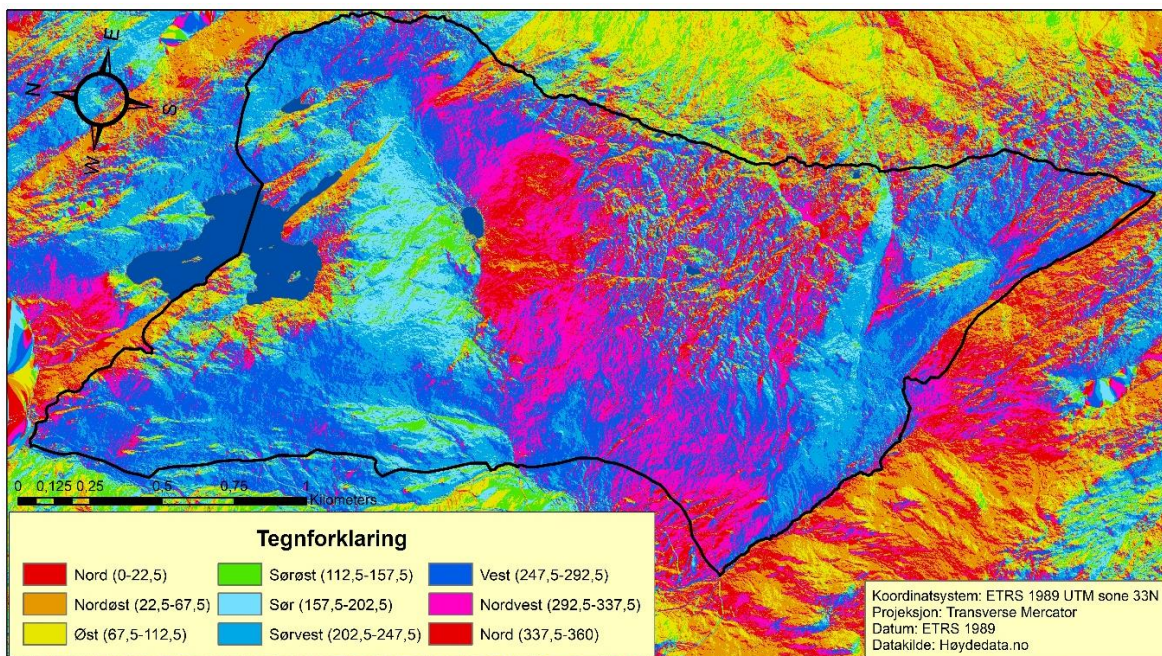 E
N
S
W
0 0,125 0,25 0,5 0,75 1
Kilometers
Tegnforklaring
Nord (0-22,5)
Nordøst (22,5-67,5)
Øst (67,5-112,5)
Sørøst (112,5-157,5)
Sør (157,5-202,5)
Sørvest (202,5-247,5)
Vest (247,5-292,5)
Nordvest (292,5-337,5)
Nord (337,5-360)
Koordinatsystem: ETRS 1989 UTM sone 33N
Projeksjon: Transverse Mercator
Datum: ETRS 1989
Datakilde: Høydedata.no